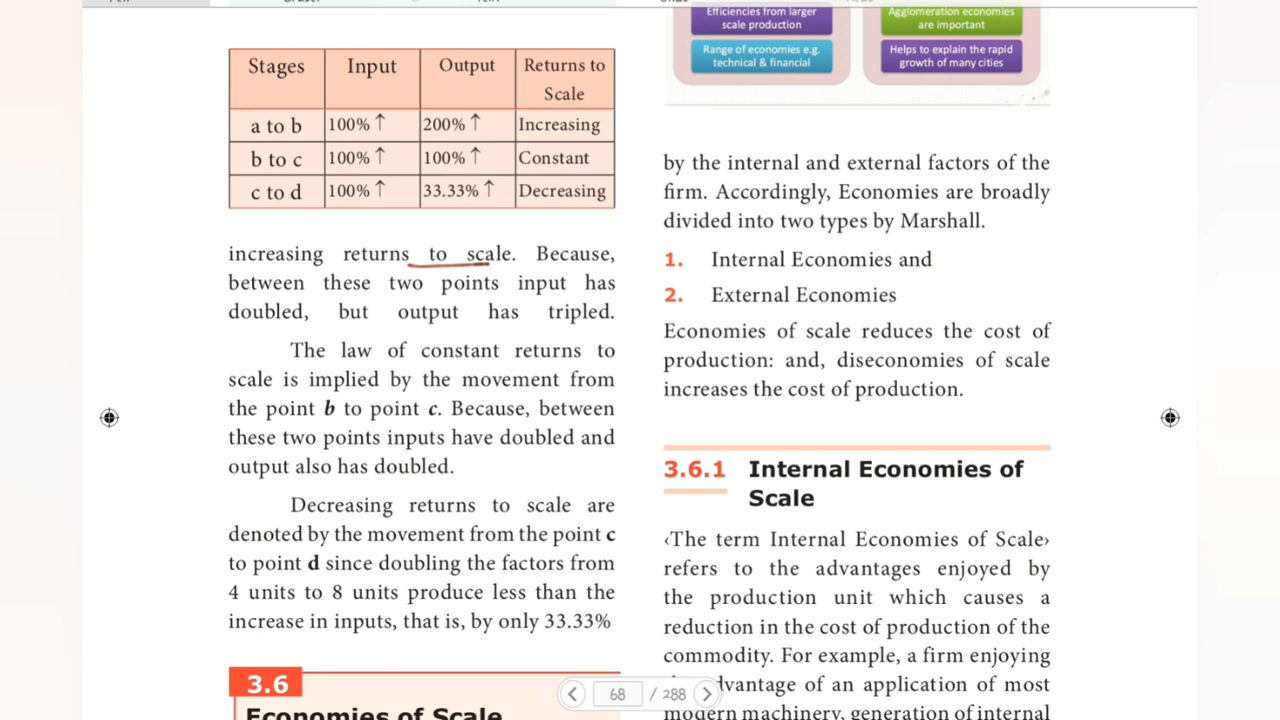 Stages Input Output Returns to Scale
a to b 100% ↑ 200% ↑ Increasing
b to c 100% ↑ 100% ↑ Constant
c to d 100% ↑ 33.33% ↑ Decreasing
increasing returns to scale. Because,
between these two points input has
doubled, but output has tripled.
The law of constant returns to
scale is implied by the movement from
the point b to point c. Because, between
these two points inputs have doubled and
output also has doubled.
Decreasing returns to scale are
denoted by the movement from the point c
to point d since doubling the factors from
4 units to 8 units produce less than the
increase in inputs, that is, by only 33.33%
3.6
Economies of Scale
Efficiencies from larger
scale production
Range of economies e.g.
technical & financial
Agglomeration economies
are important
Helps to explain the rapid
growth of many cities
by the internal and external factors of the
firm. Accordingly, Economies are broadly
divided into two types by Marshall.
1. Internal Economies and
2. External Economies
Economies of scale reduces the cost of
production: and, diseconomies of scale
increases the cost of production.
3.6.1 Internal Economies of
Scale
‹The term Internal Economies of Scale›
refers to the advantages enjoyed by
the production unit which causes a
reduction in the cost of production of the
commodity. For example, a firm enjoying
advantage of an application of most
modern machinery, generation of internal
68 / 288